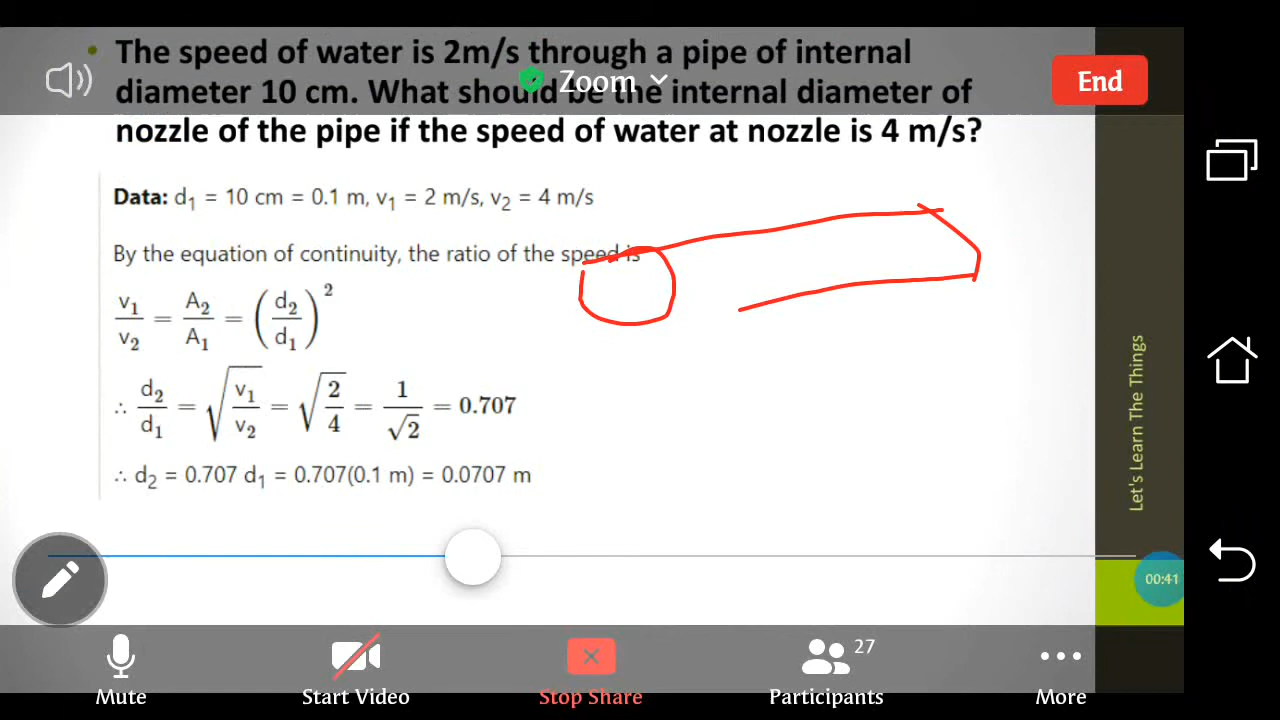 • The speed of water is 2m/s through a pipe of internal
Zoom
End
diameter 10 cm. What should be the internal diameter of
nozzle of the pipe if the speed of water at nozzle is 4 m/s?
Data: d₁ = 10 cm = 0.1 m, v₁ = 2 m/s, v₂ = 4 m/s
By the equation of continuity, the ratio of the speed is
v₁/v₂ = A₂/A₁ = (d₂/d₁)²
∴ d₂/d₁ = √(v₁/v₂) = √(2/4) = 1/√2 = 0.707
∴ d₂ = 0.707 d₁ = 0.707(0.1 m) = 0.0707 m
Let's Learn The Things
00:41
27
Mute
Start Video
Stop Share
Participants
More